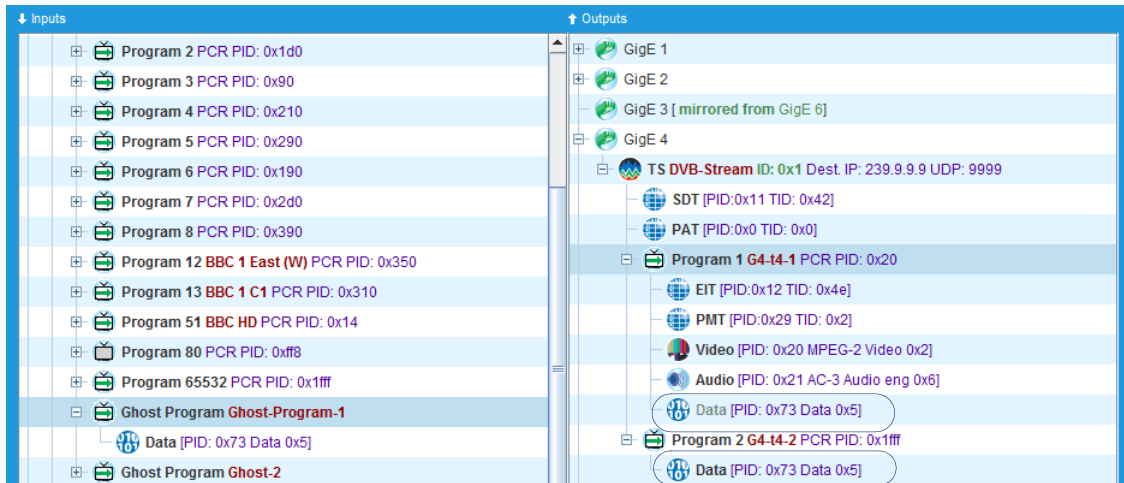 Inputs
Program 2 PCR PID: 0x1d0
Program 3 PCR PID: 0x90
Program 4 PCR PID: 0x210
Program 5 PCR PID: 0x290
Program 6 PCR PID: 0x190
Program 7 PCR PID: 0x2d0
Program 8 PCR PID: 0x390
Program 12 BBC 1 East (W) PCR PID: 0x350
Program 13 BBC 1 C1 PCR PID: 0x310
Program 51 BBC HD PCR PID: 0x14
Program 80 PCR PID: 0xff8
Program 65532 PCR PID: 0x1fff
Ghost Program Ghost-Program-1
Data [PID: 0x73 Data 0x5]
Ghost Program Ghost-2
Outputs
GigE 1
GigE 2
GigE 3 [ mirrored from GigE 6]
GigE 4
TS DVB-Stream ID: 0x1 Dest. IP: 239.9.9.9 UDP: 9999
SDT [PID:0x11 TID: 0x42]
PAT [PID:0x0 TID: 0x0]
Program 1 G4-t4-1 PCR PID: 0x20
EIT [PID:0x12 TID: 0x4e]
PMT [PID:0x29 TID: 0x2]
Video [PID: 0x20 MPEG-2 Video 0x2]
Audio [PID: 0x21 AC-3 Audio eng 0x6]
Data [PID: 0x73 Data 0x5]
Program 2 G4-t4-2 PCR PID: 0x1fff
Data [PID: 0x73 Data 0x5]